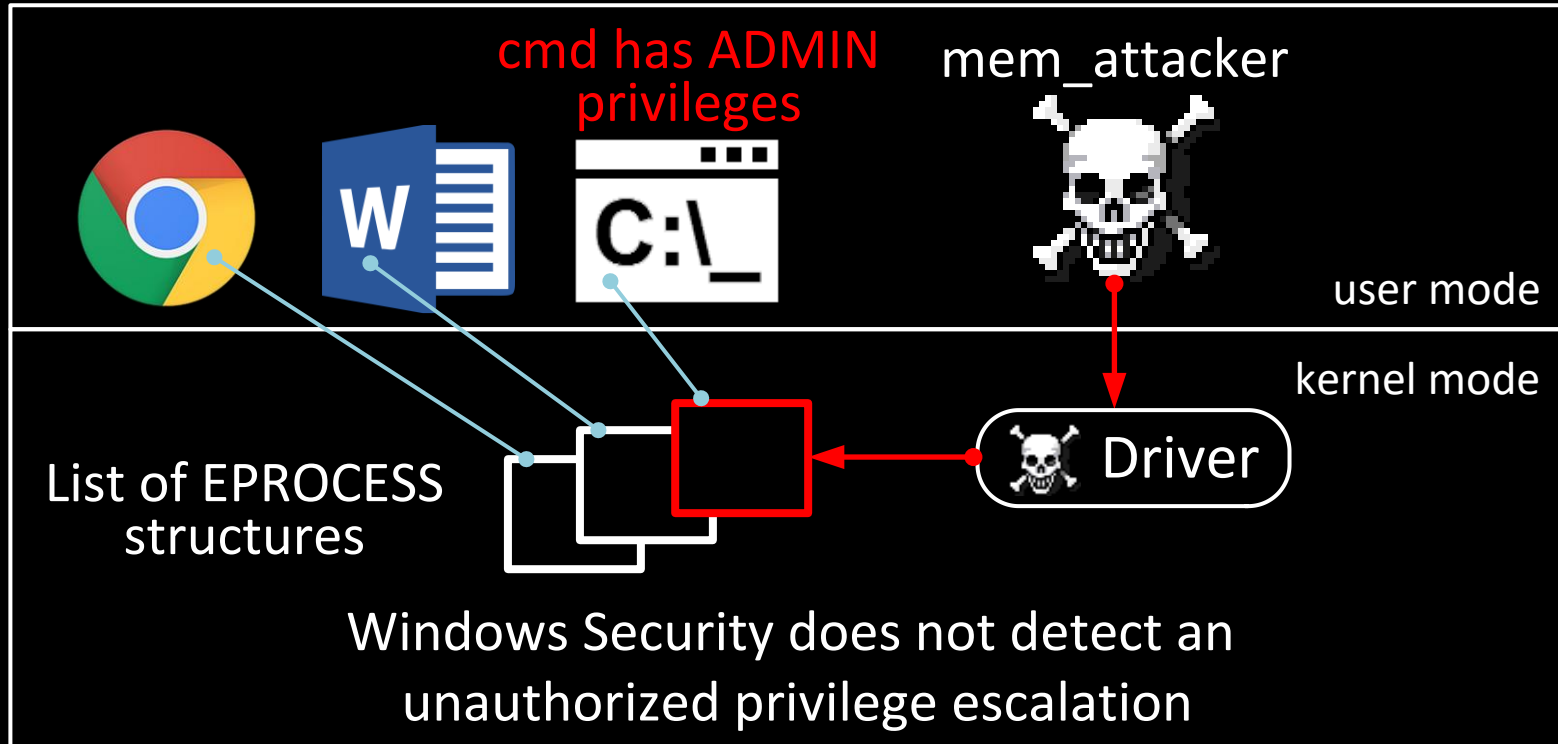 cmd has ADMIN
privileges
mem_attacker
W
C:\_
user mode
kernel mode
Driver
List of EPROCESS
structures
Windows Security does not detect an
unauthorized privilege escalation